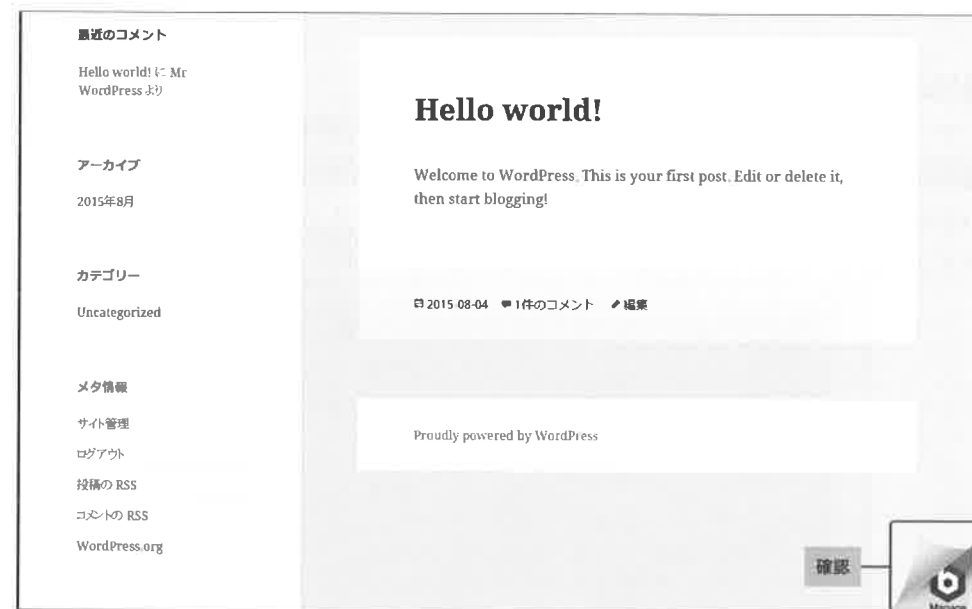 最近のコメント
Hello world! に Mr
WordPress より
アーカイブ
2015年8月
カテゴリー
Uncategorized
メタ情報
サイト管理
ログアウト
投稿の RSS
コメントの RSS
WordPress.org
Hello world!
Welcome to WordPress. This is your first post. Edit or delete it,
then start blogging!
2015-08-04 1件のコメント 編集
Proudly powered by WordPress
確認
b
Manage